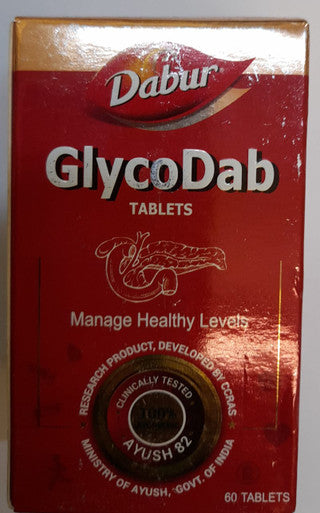 Dabur
GlycoDab
TABLETS
Manage Healthy Levels
RESEARCH PRODUCT, DEVELOPED BY CCRAS
CLINICALLY TESTED
100%
AYUSH 82
MINISTRY OF AYUSH, GOVT. OF INDIA
60 TABLETS